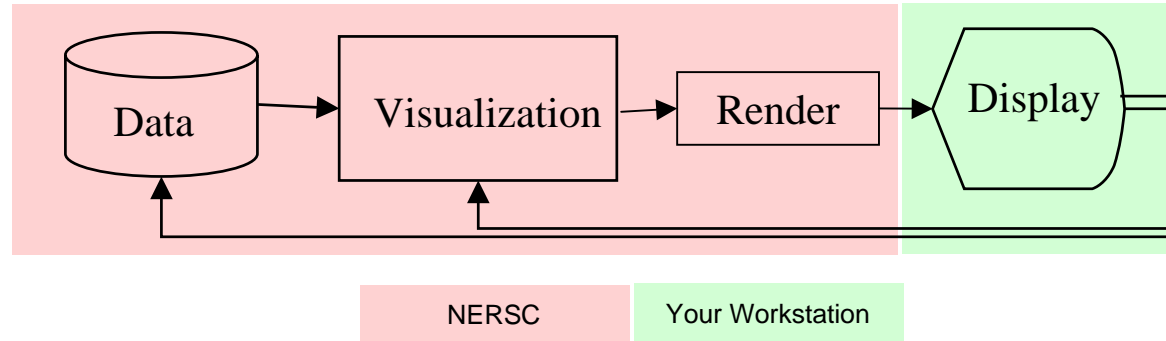 Data
Visualization
Render
Display
NERSC
Your Workstation